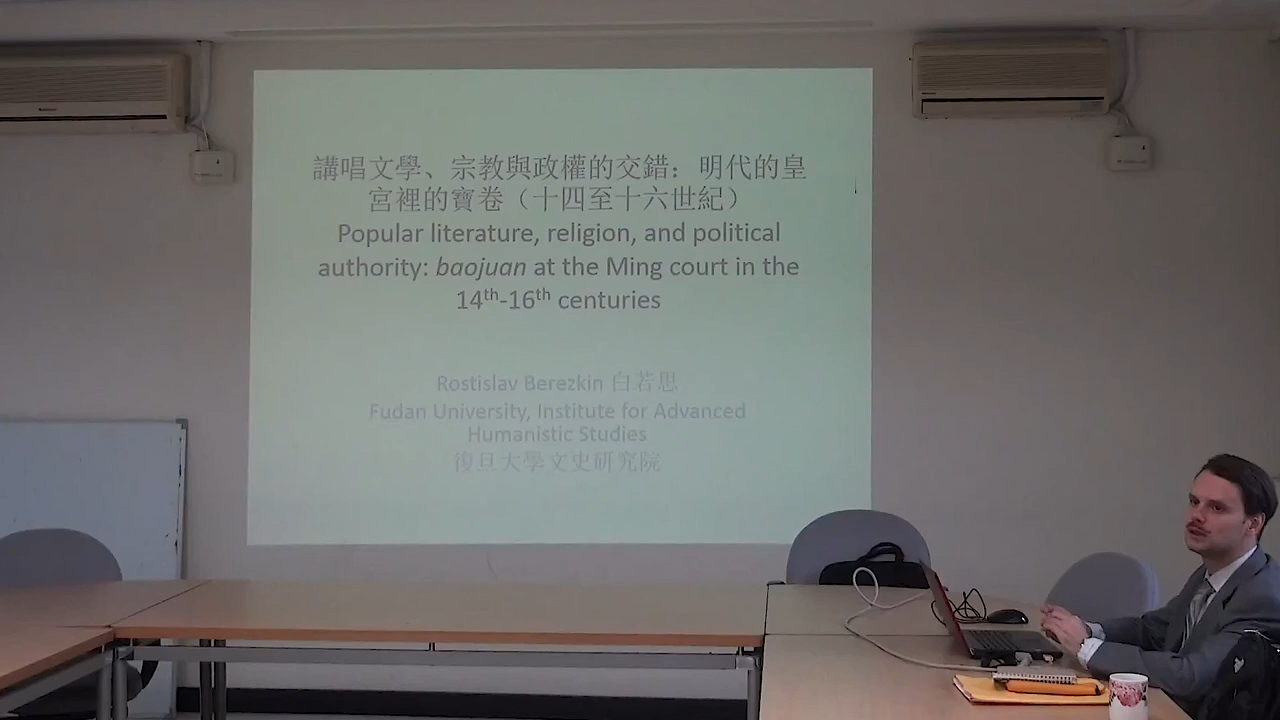 講唱文學、宗教與政權的交錯：明代的皇
宮裡的寶卷（十四至十六世紀）
Popular literature, religion, and political
authority: baojuan at the Ming court in the
14th-16th centuries
Rostislav Berezkin 白若思
Fudan University, Institute for Advanced
Humanistic Studies
復旦大學文史研究院